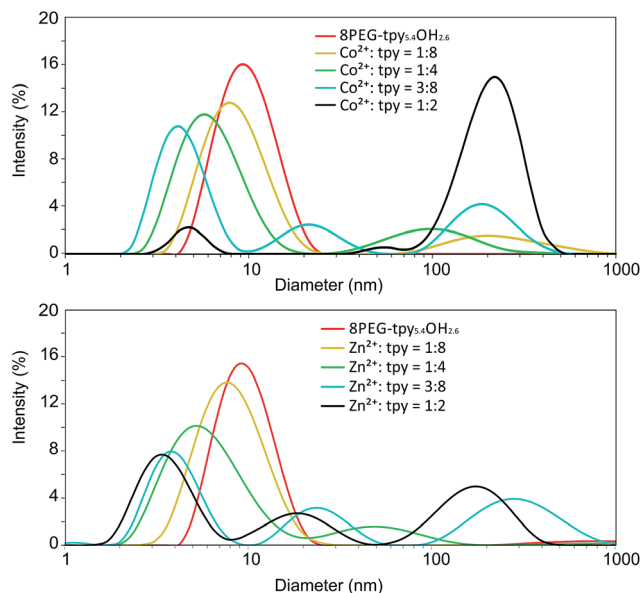 20
16
12
8
4
0
Intensity (%)
8PEG-tpy₅.₄OH₂.₆
Co²⁺: tpy = 1:8
Co²⁺: tpy = 1:4
Co²⁺: tpy = 3:8
Co²⁺: tpy = 1:2
1 10 100 1000
Diameter (nm)
20
16
12
8
4
0
Intensity (%)
8PEG-tpy₅.₄OH₂.₆
Zn²⁺: tpy = 1:8
Zn²⁺: tpy = 1:4
Zn²⁺: tpy = 3:8
Zn²⁺: tpy = 1:2
1 10 100 1000
Diameter (nm)